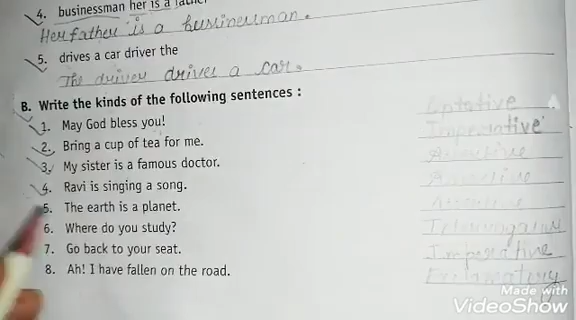 4. businessman her is a father
Her father is a businessman.
5. drives a car driver the
The driver drives a car.
B. Write the kinds of the following sentences :
1. May God bless you! Optative
2. Bring a cup of tea for me. Imperative
3. My sister is a famous doctor. Assertive
4. Ravi is singing a song. Assertive
5. The earth is a planet. Assertive
6. Where do you study?
7. Go back to your seat. Imperative
8. Ah! I have fallen on the road.
Made with
VideoShow